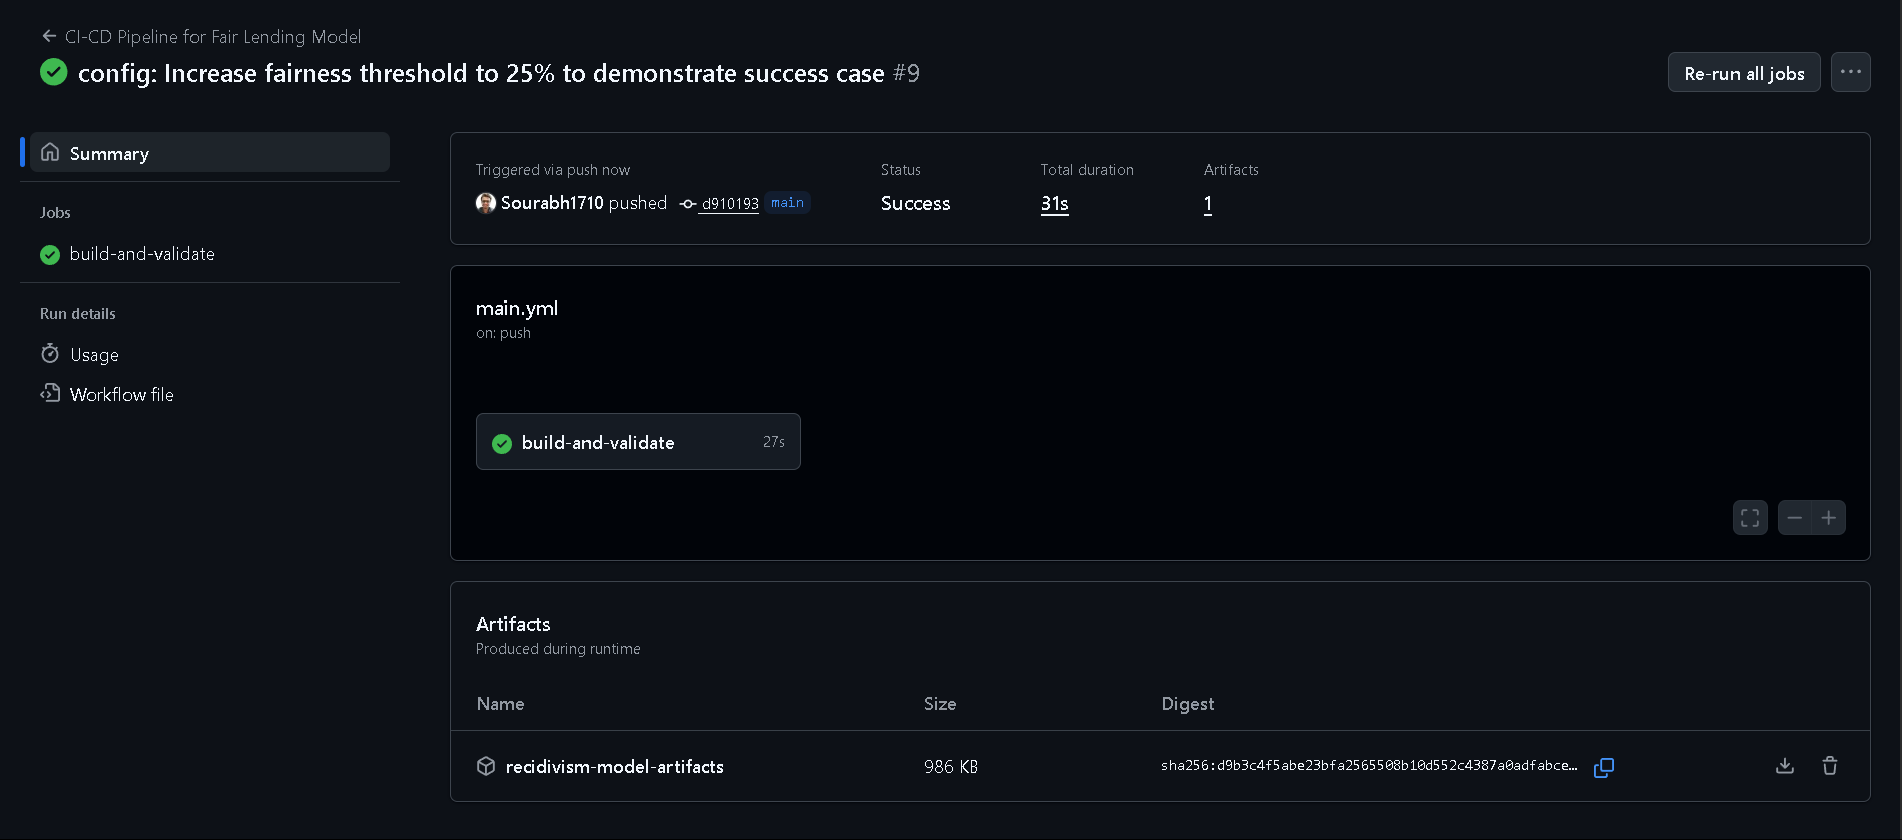 CI-CD Pipeline for Fair Lending Model
config: Increase fairness threshold to 25% to demonstrate success case #9
Re-run all jobs
Summary
Jobs
build-and-validate
Run details
Usage
Workflow file
Triggered via push now
Sourabh1710 pushed d910193 main
Status
Success
Total duration
31s
Artifacts
1
main.yml
on: push
build-and-validate 27s
Artifacts
Produced during runtime
Name Size Digest
recidivism-model-artifacts 986 KB sha256:d9b3c4f5abe23bfa2565508b10d552c4387a0adfabce…